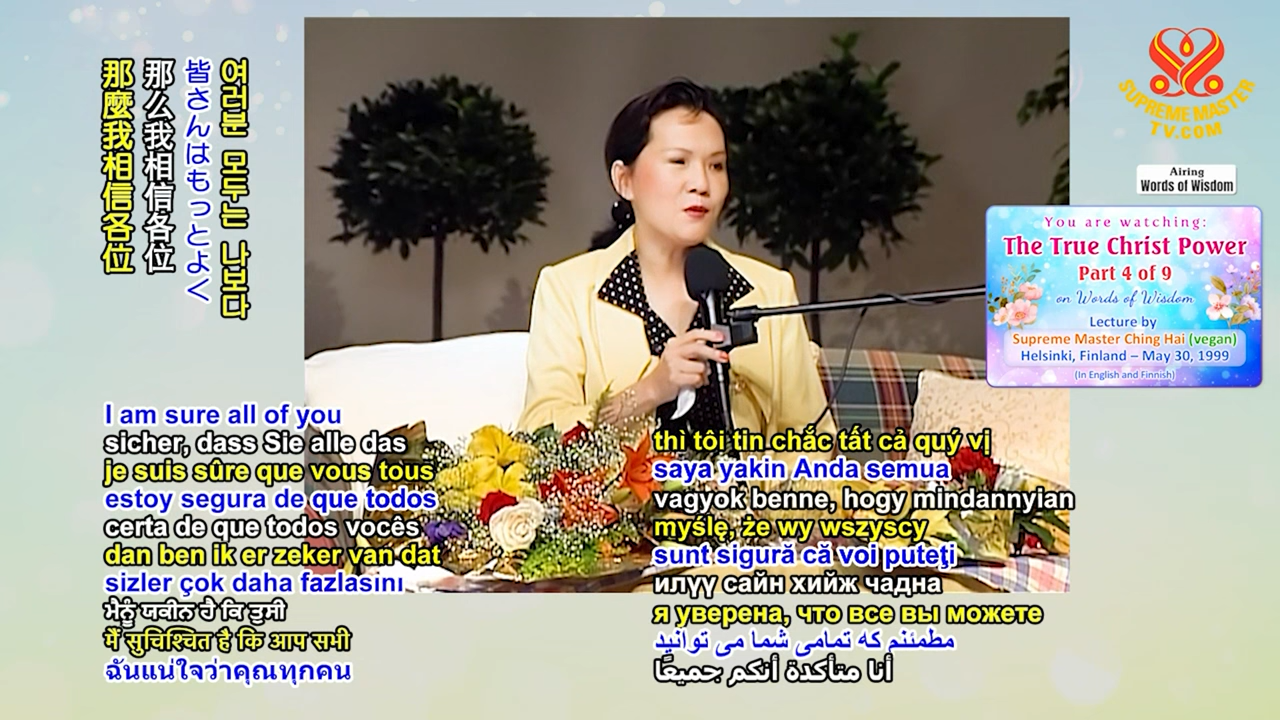 那麼我相信各位
那么我相信各位
皆さんはもっとよく
여러분 모두는 나보다
SUPREME MASTER
TV.COM
Airing
Words of Wisdom
You are watching:
The True Christ Power
Part 4 of 9
on Words of Wisdom
Lecture by
Supreme Master Ching Hai (vegan)
Helsinki, Finland – May 30, 1999
(In English and Finnish)
I am sure all of you
sicher, dass Sie alle das
je suis sûre que vous tous
estoy segura de que todos
certa de que todos vocês
dan ben ik er zeker van dat
sizler çok daha fazlasını
ਮੈਨੂੰ ਯਕੀਨ ਹੈ ਕਿ ਤੁਸੀ
मैं सुनिश्चित है कि आप सभी
ฉันแน่ใจว่าคุณทุกคน
thì tôi tin chắc tất cả quý vị
saya yakin Anda semua
vagyok benne, hogy mindannyian
myślę, że wy wszyscy
sunt sigură că voi puteţi
илүү сайн хийж чадна
я уверена, что все вы можете
مطمئنم که تمامی شما می توانید
أنا متأكدة أنكم جميعًا